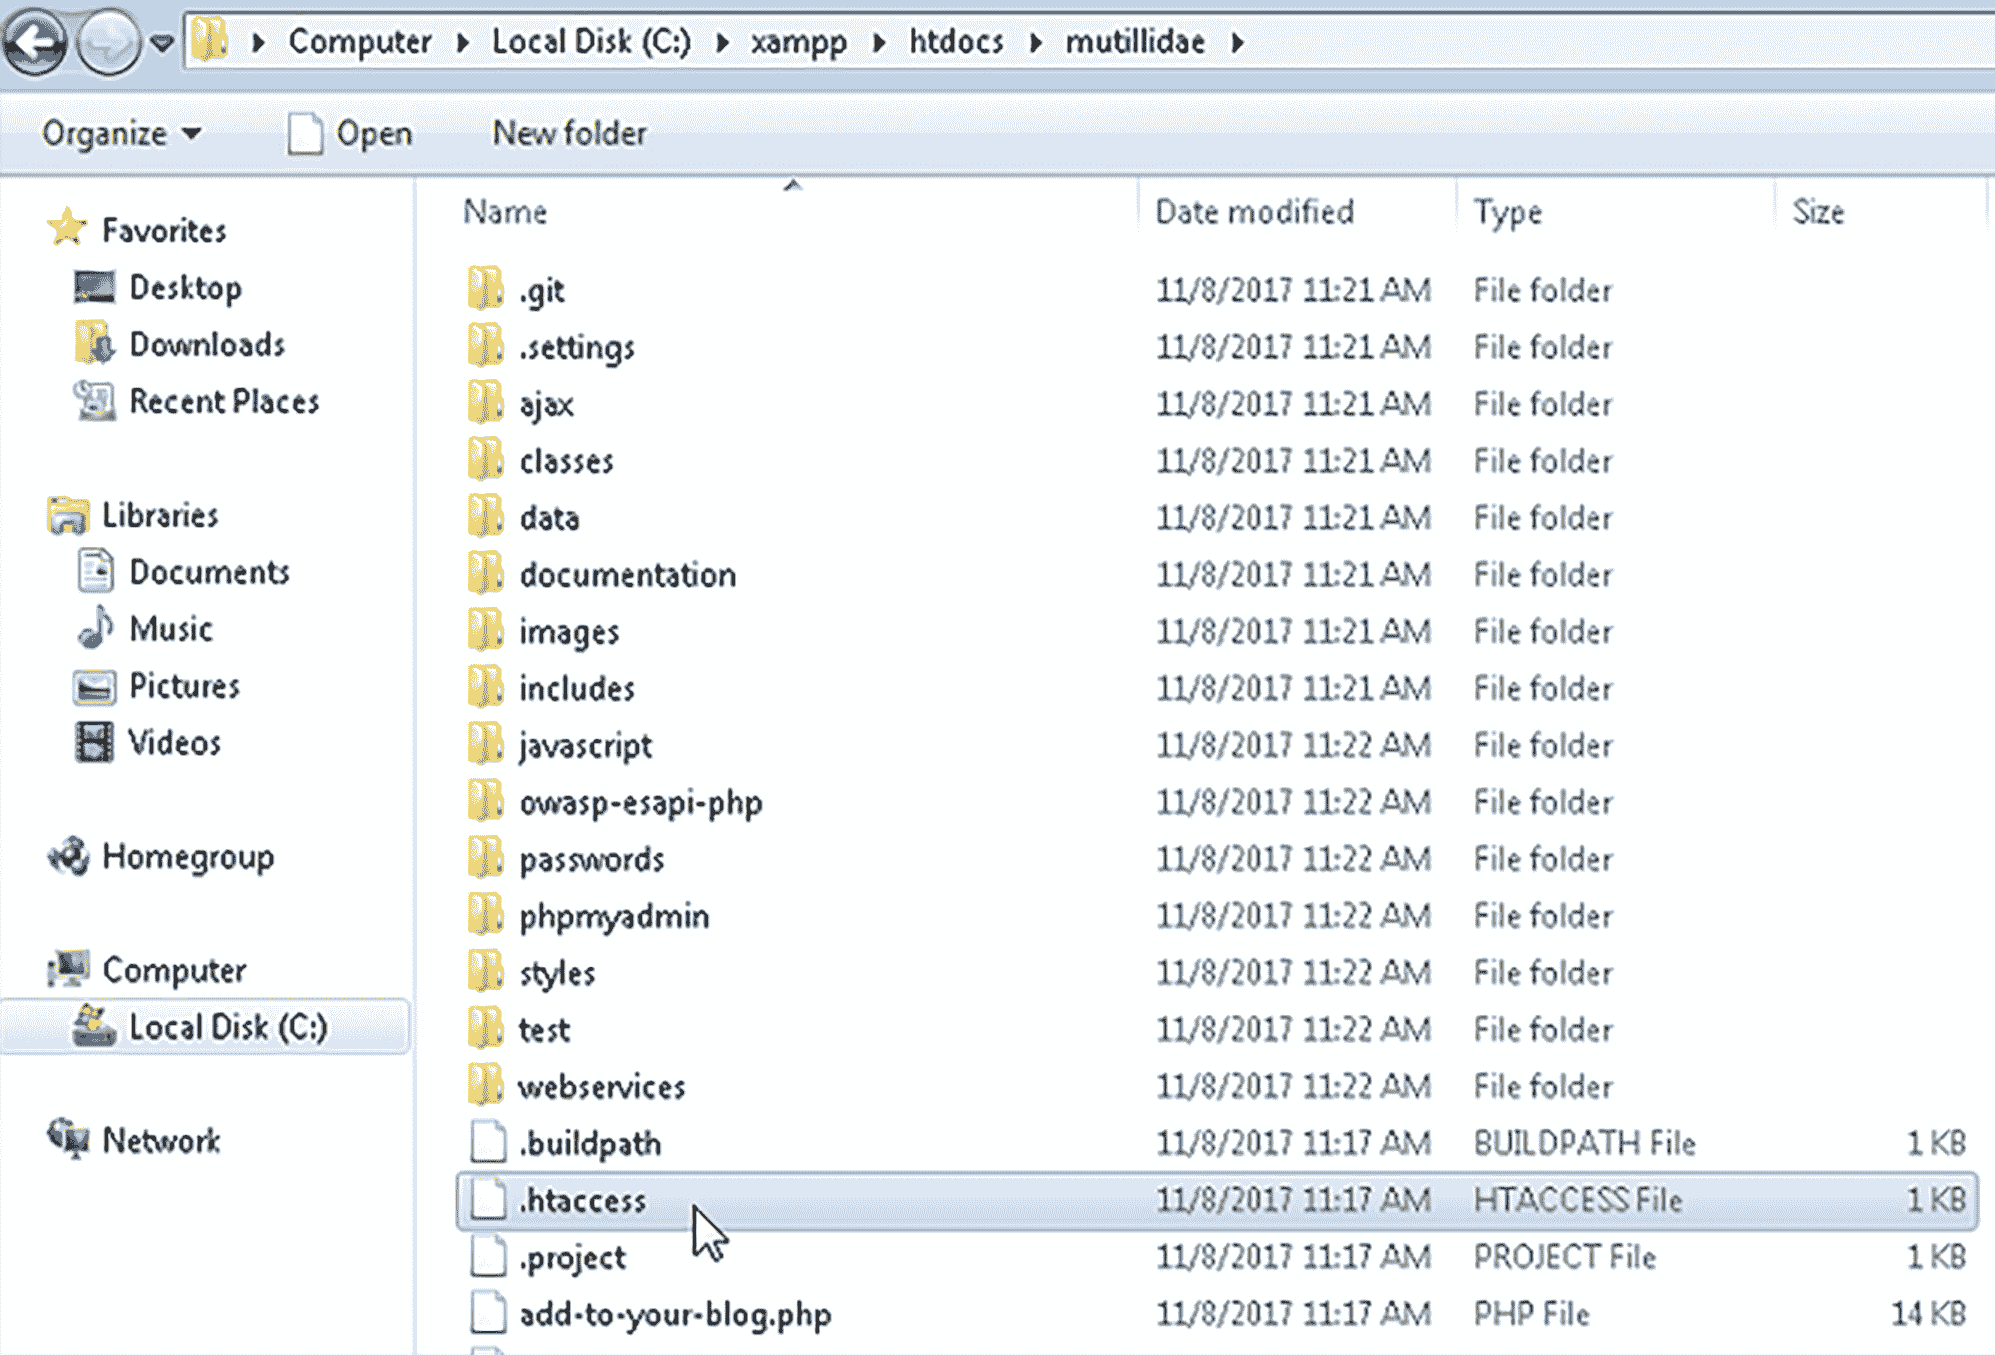 Computer Local Disk (C:) xampp htdocs mutillidae
Organize Open New folder
Favorites
Desktop
Downloads
Recent Places
Libraries
Documents
Music
Pictures
Videos
Homegroup
Computer
Local Disk (C:)
Network
Name Date modified Type Size
.git 11/8/2017 11:21 AM File folder
.settings 11/8/2017 11:21 AM File folder
ajax 11/8/2017 11:21 AM File folder
classes 11/8/2017 11:21 AM File folder
data 11/8/2017 11:21 AM File folder
documentation 11/8/2017 11:21 AM File folder
images 11/8/2017 11:21 AM File folder
includes 11/8/2017 11:21 AM File folder
javascript 11/8/2017 11:22 AM File folder
owasp-esapi-php 11/8/2017 11:22 AM File folder
passwords 11/8/2017 11:22 AM File folder
phpmyadmin 11/8/2017 11:22 AM File folder
styles 11/8/2017 11:22 AM File folder
test 11/8/2017 11:22 AM File folder
webservices 11/8/2017 11:22 AM File folder
.buildpath 11/8/2017 11:17 AM BUILDPATH File 1 KB
.htaccess 11/8/2017 11:17 AM HTACCESS File 1 KB
.project 11/8/2017 11:17 AM PROJECT File 1 KB
add-to-your-blog.php 11/8/2017 11:17 AM PHP File 14 KB